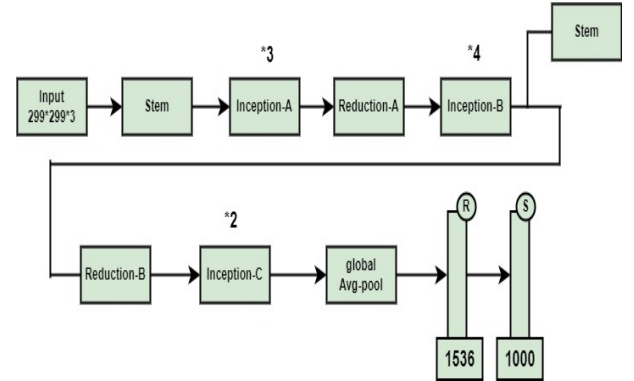 Stem
*3
*4
Input
299*299*3
Stem
Inception-A
Reduction-A
Inception-B
*2
R
S
Reduction-B
Inception-C
global
Avg-pool
1536
1000